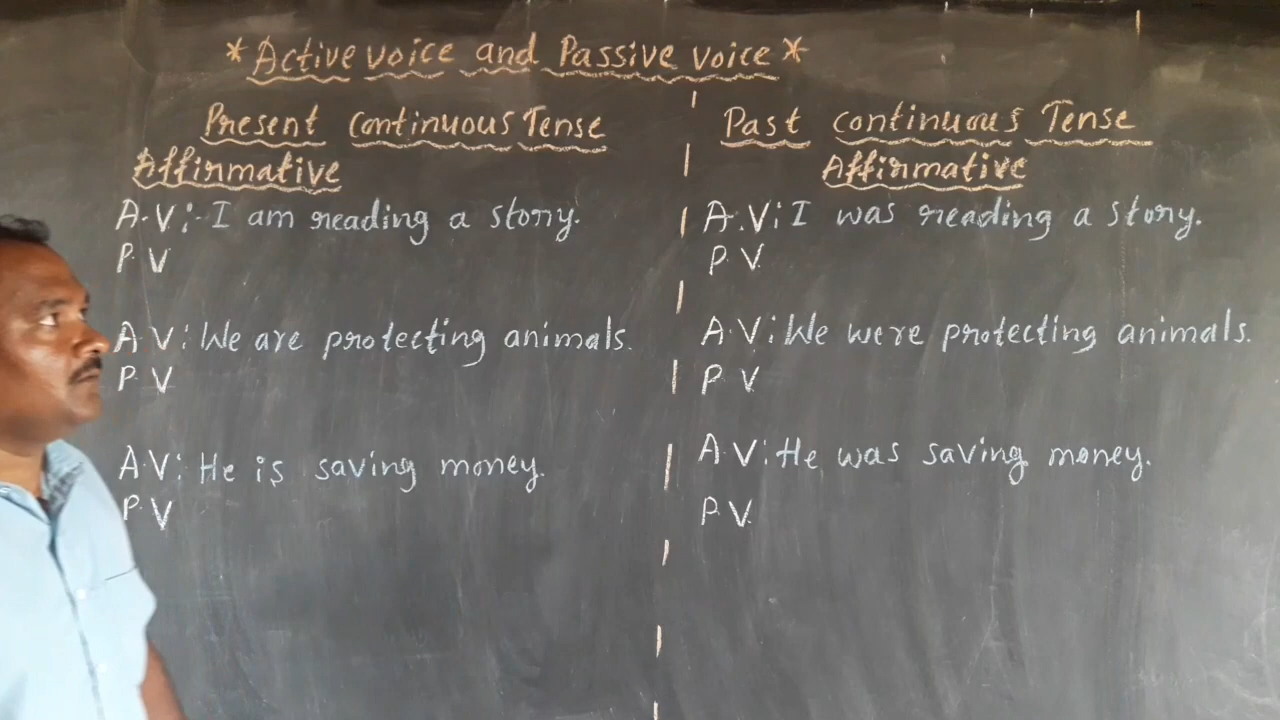 *Active voice and Passive voice*
Present Continuous Tense
Affirmative
A.V:- I am reading a story.
P.V
A.V: We are protecting animals.
P.V
A.V: He is saving money.
P.V
Past continuous Tense
Affirmative
A.V: I was reading a story.
P.V.
A.V: We were protecting animals.
P.V.
A.V: He was saving money.
P.V.